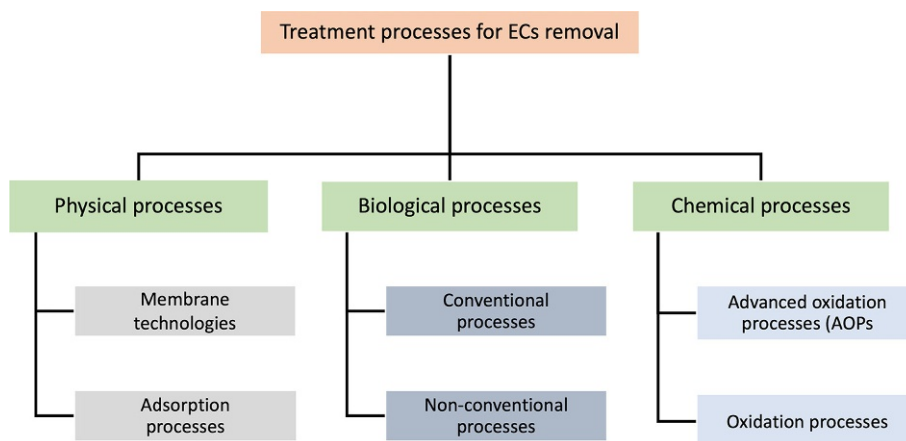 Treatment processes for ECs removal
Physical processes
Biological processes
Chemical processes
Membrane
technologies
Conventional
processes
Advanced oxidation
processes (AOPs
Adsorption
processes
Non-conventional
processes
Oxidation processes